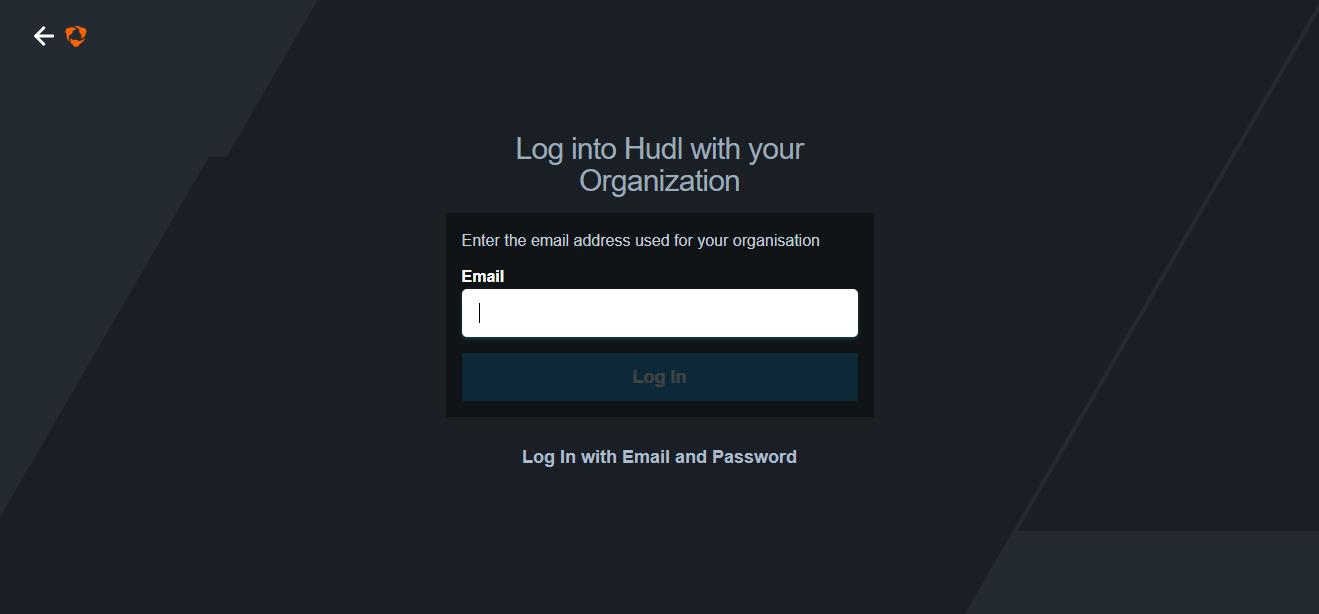 Log into Hudl with your
Organization
Enter the email address used for your organisation
Email
Log In
Log In with Email and Password